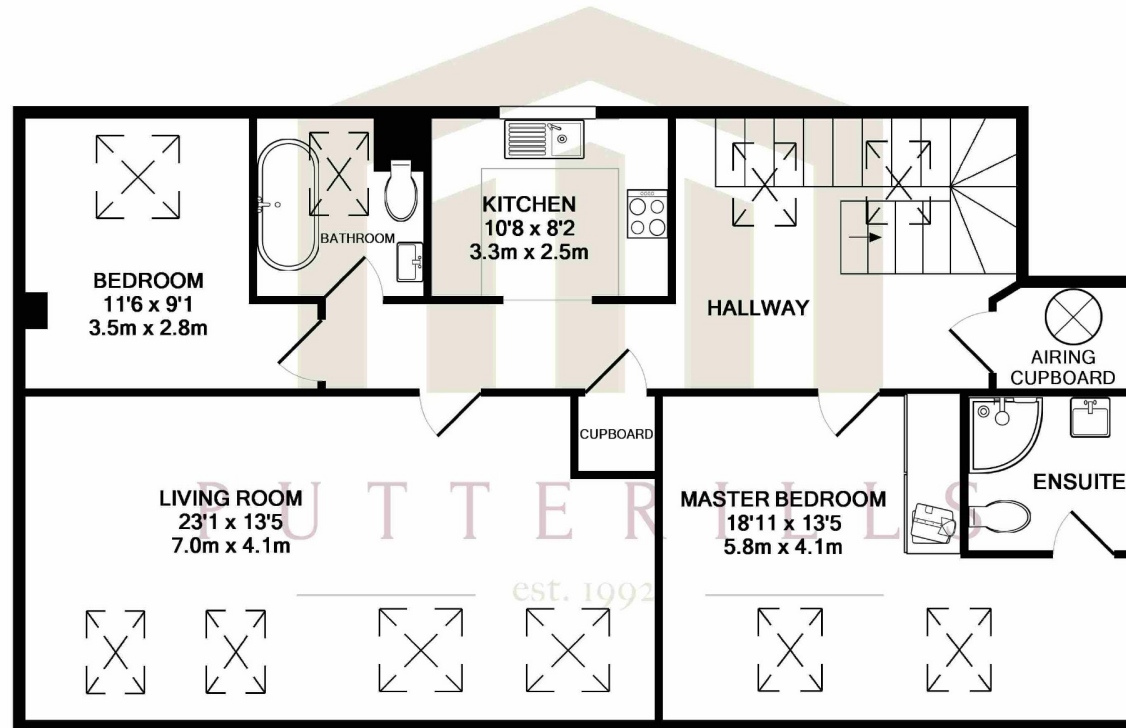 BEDROOM
11'6 x 9'1
3.5m x 2.8m
BATHROOM
KITCHEN
10'8 x 8'2
3.3m x 2.5m
HALLWAY
AIRING
CUPBOARD
CUPBOARD
LIVING ROOM
23'1 x 13'5
7.0m x 4.1m
MASTER BEDROOM
18'11 x 13'5
5.8m x 4.1m
ENSUITE
PUTTERILLS
est. 1992